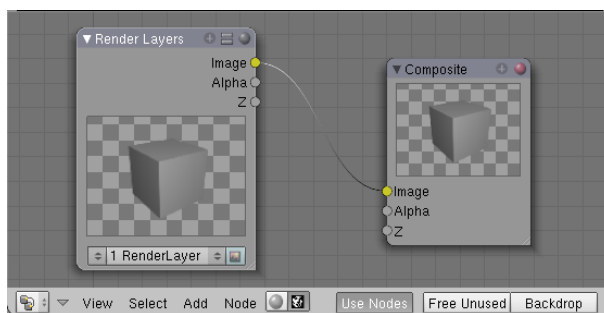 Render Layers
Image
Alpha
Z
1 RenderLayer
Composite
Image
Alpha
Z
View Select Add Node Use Nodes Free Unused Backdrop